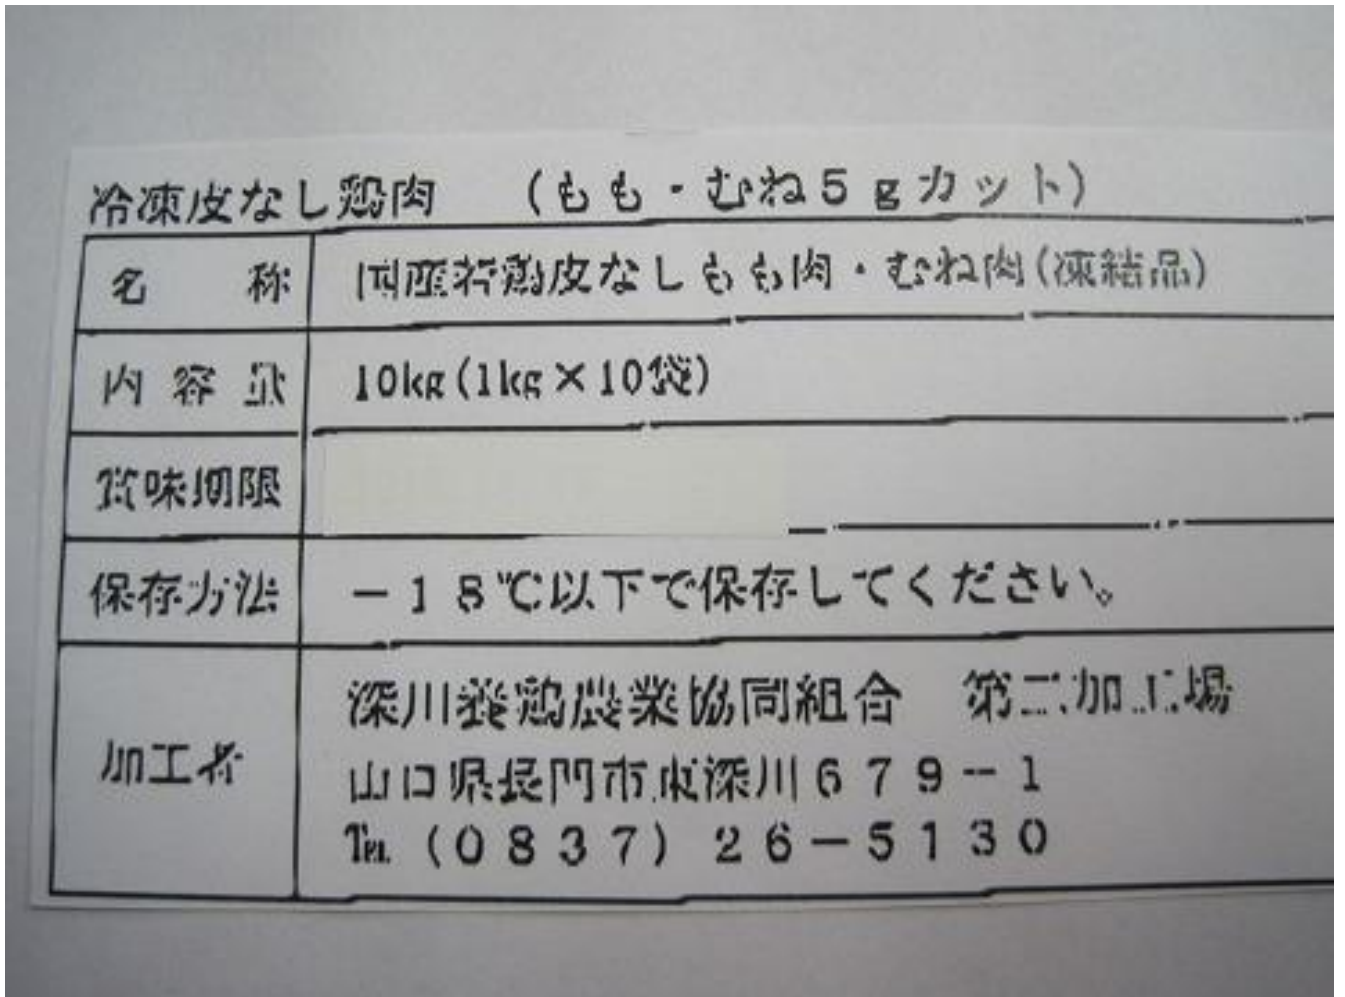 冷凍皮なし鶏肉　(もも・むね5gカット)
名　称　国産若鶏皮なしもも肉・むね肉(凍結品)
内容量　10kg(1kg×10袋)
賞味期限
保存方法　－18℃以下で保存してください。
加工者　深川養鶏農業協同組合　第二加工場
山口県長門市東深川679－1
℡(0837)26－5130